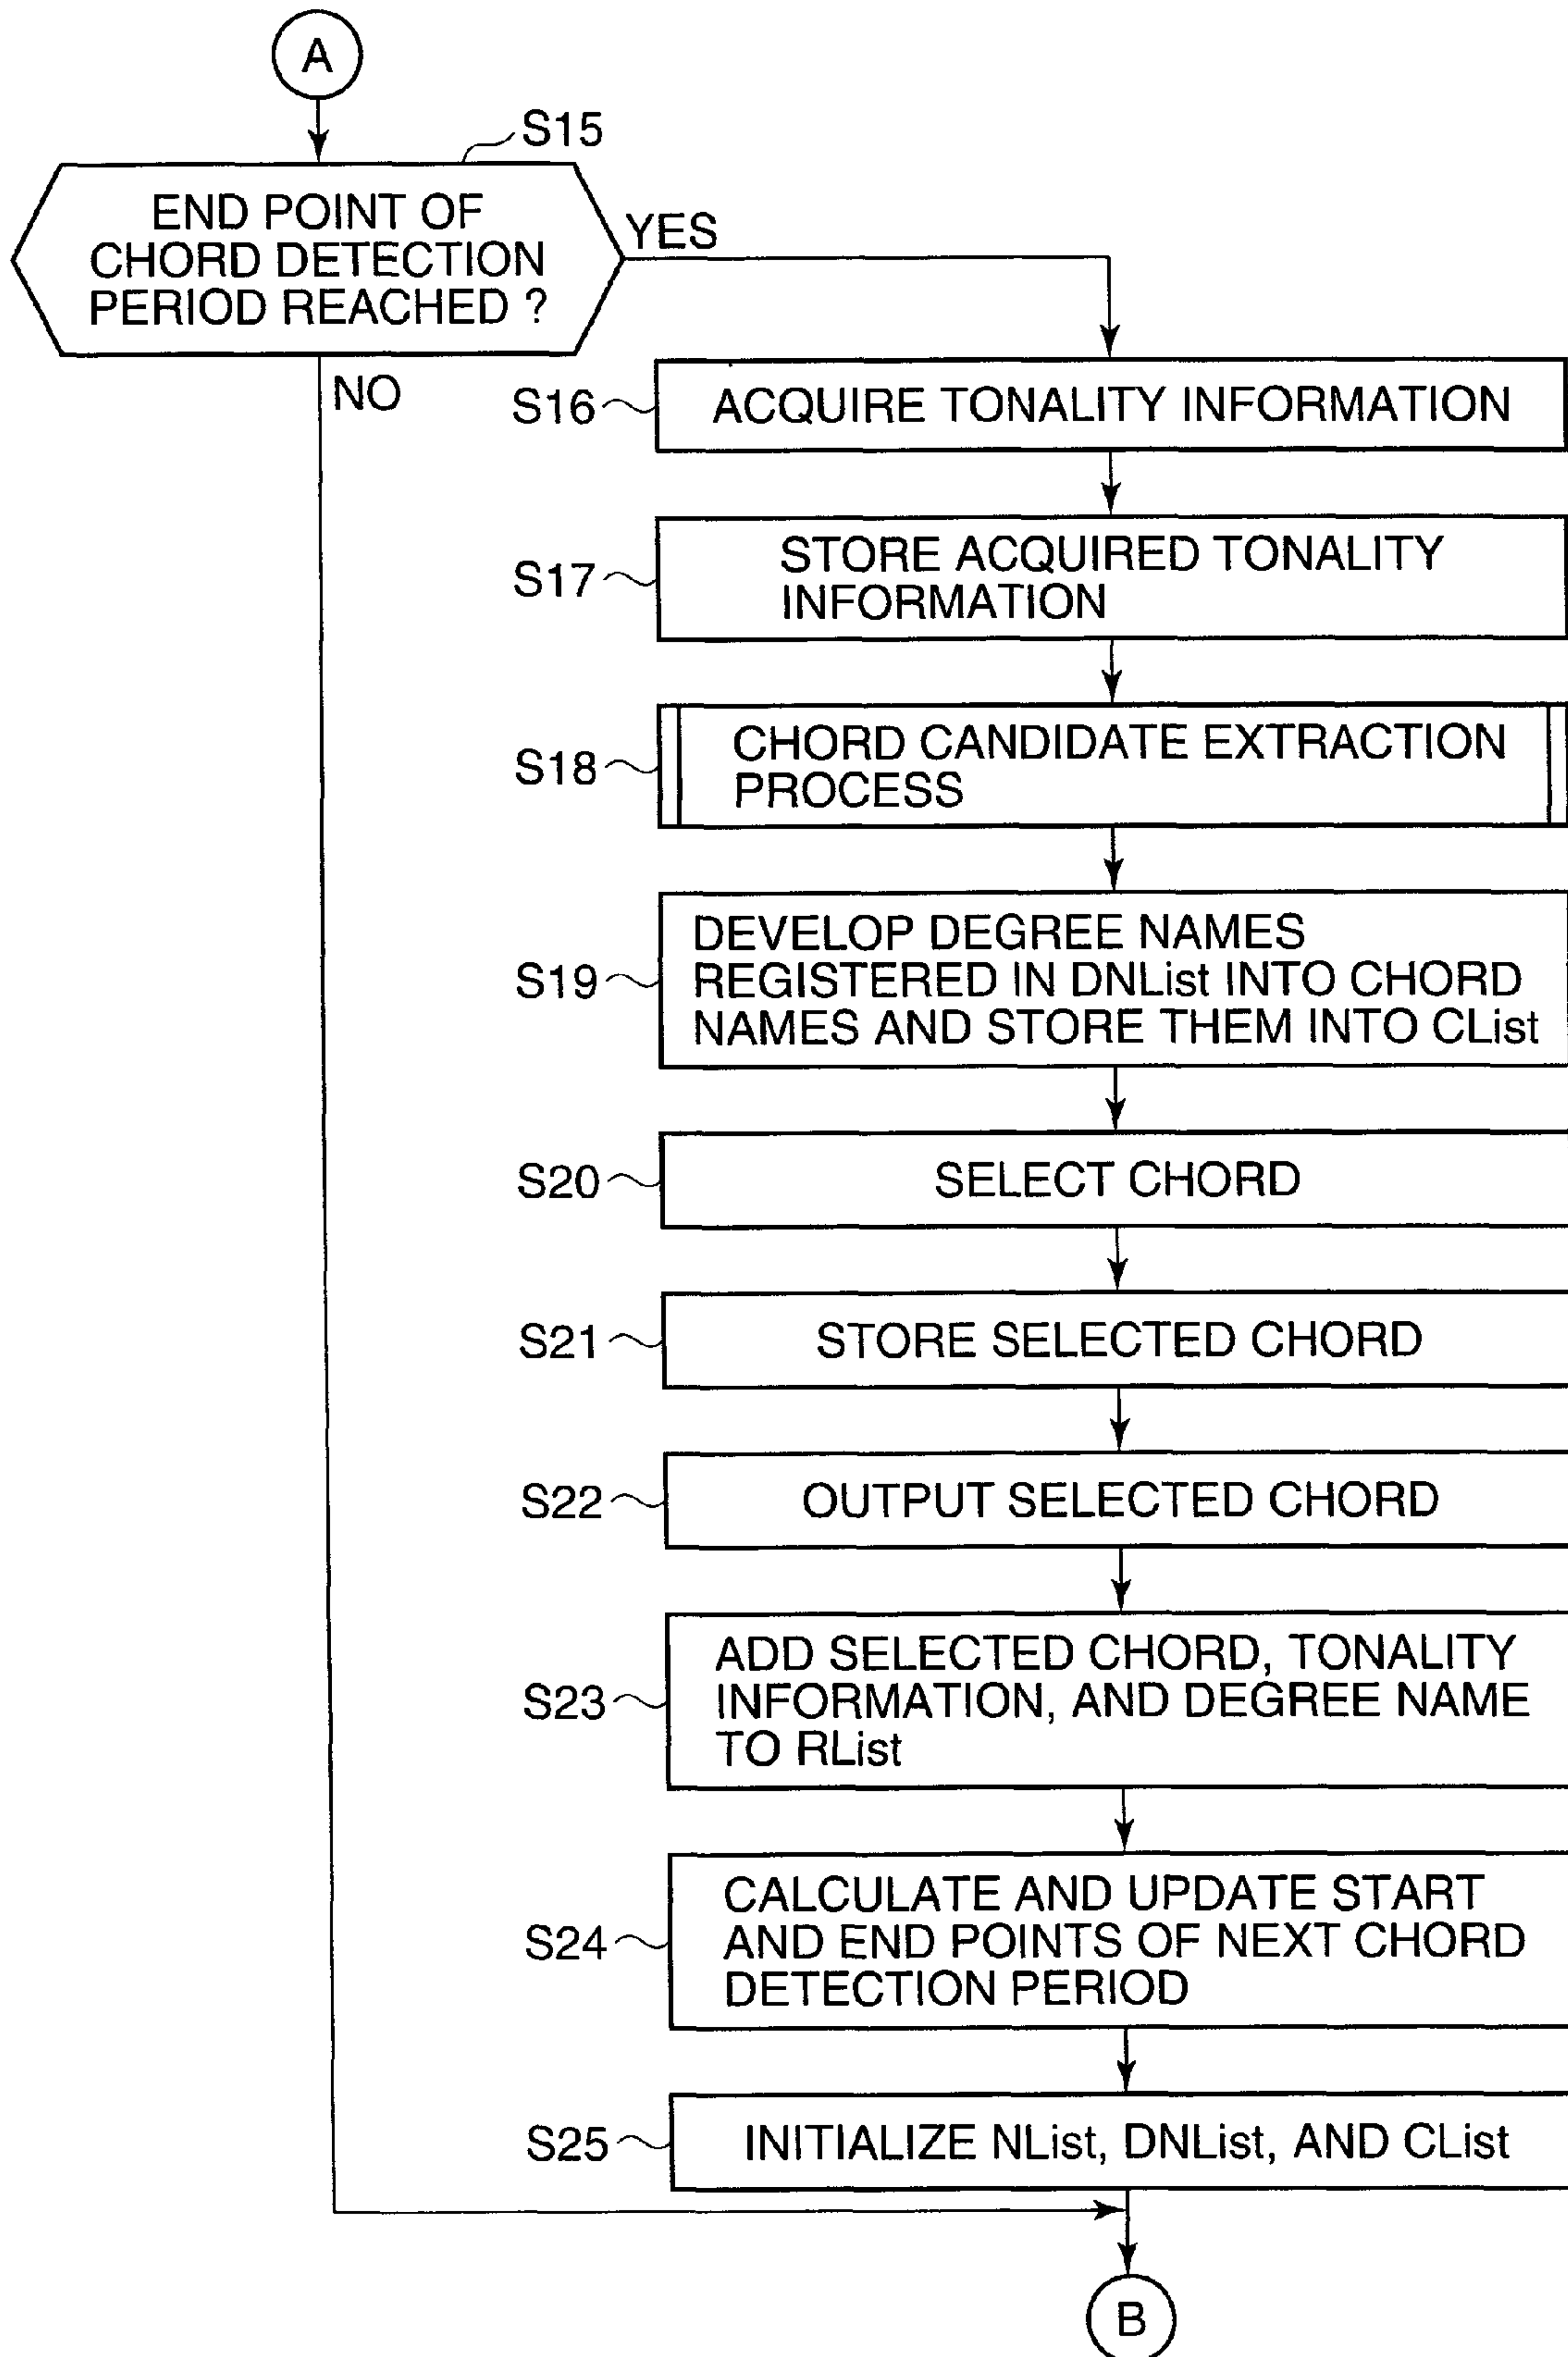 A
S15
END POINT OF
CHORD DETECTION
PERIOD REACHED ?
YES
NO
S16
ACQUIRE TONALITY INFORMATION
S17
STORE ACQUIRED TONALITY
INFORMATION
S18
CHORD CANDIDATE EXTRACTION
PROCESS
S19
DEVELOP DEGREE NAMES
REGISTERED IN DNList INTO CHORD
NAMES AND STORE THEM INTO CList
S20
SELECT CHORD
S21
STORE SELECTED CHORD
S22
OUTPUT SELECTED CHORD
S23
ADD SELECTED CHORD, TONALITY
INFORMATION, AND DEGREE NAME
TO RList
S24
CALCULATE AND UPDATE START
AND END POINTS OF NEXT CHORD
DETECTION PERIOD
S25
INITIALIZE NList, DNList, AND CList
B